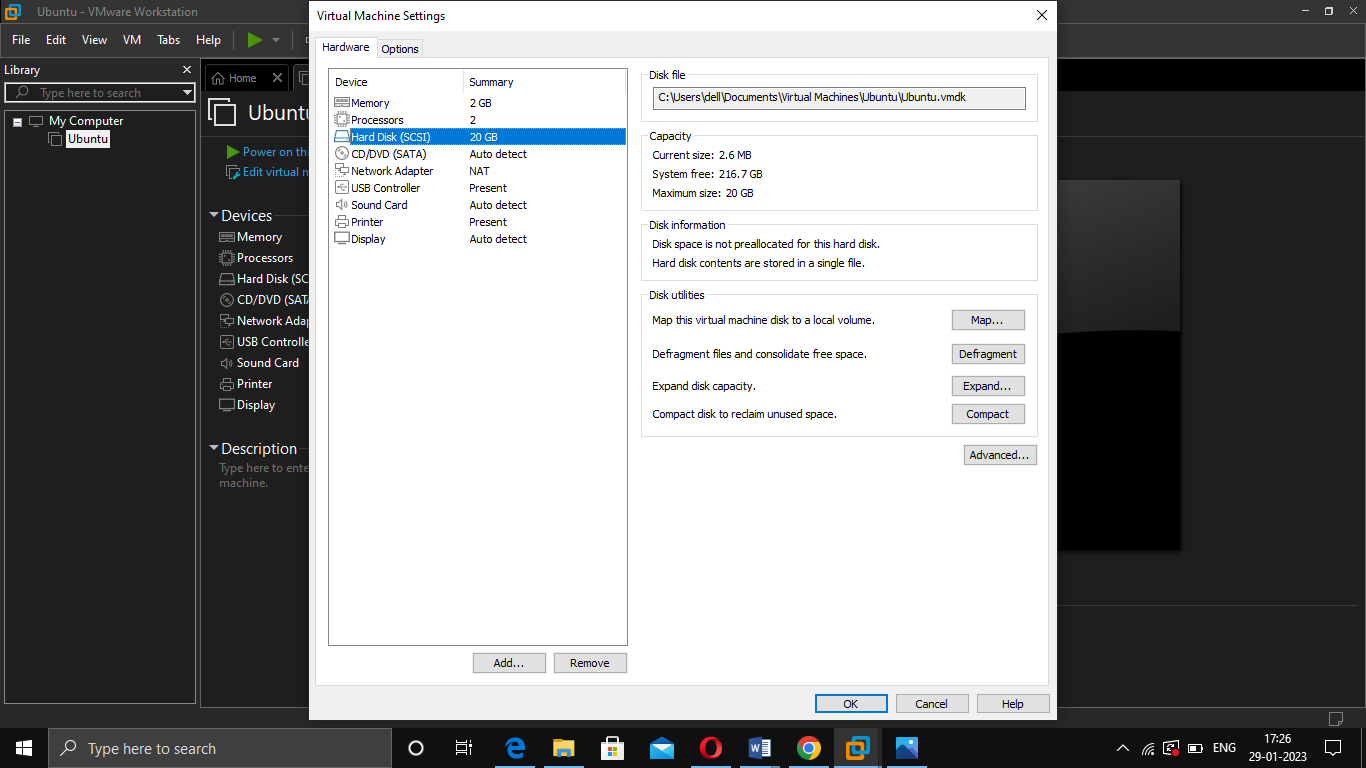 Ubuntu - VMware Workstation
File Edit View VM Tabs Help
Library
Type here to search
My Computer
Ubuntu
Home
Ubuntu
Power on thi
Edit virtual m
Devices
Memory
Processors
Hard Disk (SC
CD/DVD (SATA
Network Adap
USB Controlle
Sound Card
Printer
Display
Description
Type here to ente
machine.
Virtual Machine Settings
Hardware Options
Device Summary
Memory 2 GB
Processors 2
Hard Disk (SCSI) 20 GB
CD/DVD (SATA) Auto detect
Network Adapter NAT
USB Controller Present
Sound Card Auto detect
Printer Present
Display Auto detect
Add... Remove
Disk file
C:\Users\dell\Documents\Virtual Machines\Ubuntu\Ubuntu.vmdk
Capacity
Current size: 2.6 MB
System free: 216.7 GB
Maximum size: 20 GB
Disk information
Disk space is not preallocated for this hard disk.
Hard disk contents are stored in a single file.
Disk utilities
Map this virtual machine disk to a local volume. Map...
Defragment files and consolidate free space. Defragment
Expand disk capacity. Expand...
Compact disk to reclaim unused space. Compact
Advanced...
OK Cancel Help
Type here to search
ENG
17:26
29-01-2023